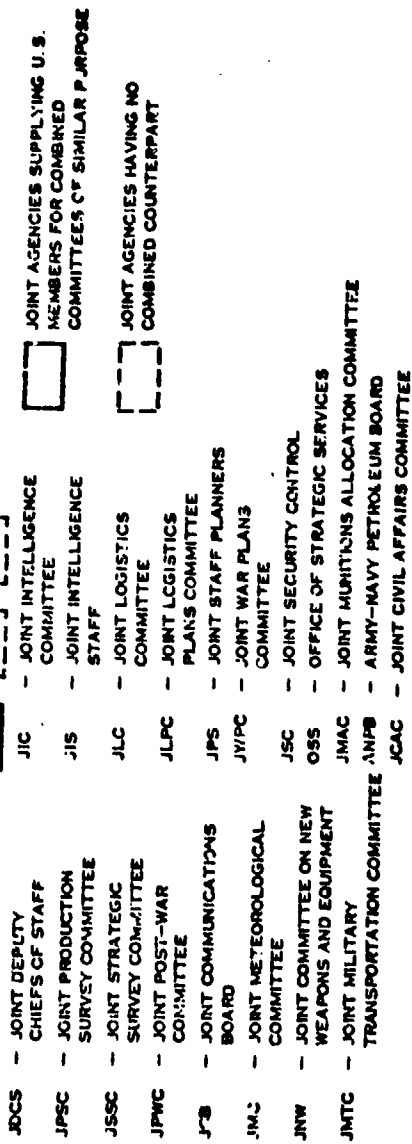 JDCS – JOINT DEPUTY
CHIEFS OF STAFF
JPSC – JOINT PRODUCTION
SURVEY COMMITTEE
JSSC – JOINT STRATEGIC
SURVEY COMMITTEE
JPWC – JOINT POST-WAR
COMMITTEE
JCB – JOINT COMMUNICATIONS
BOARD
JMC – JOINT METEOROLOGICAL
COMMITTEE
JNW – JOINT COMMITTEE ON NEW
WEAPONS AND EQUIPMENT
JMTC – JOINT MILITARY
TRANSPORTATION COMMITTEE
JIC – JOINT INTELLIGENCE
COMMITTEE
JIS – JOINT INTELLIGENCE
STAFF
JLC – JOINT LOGISTICS
COMMITTEE
JLPC – JOINT LOGISTICS
PLANS COMMITTEE
JPS – JOINT STAFF PLANNERS
JWPC – JOINT WAR PLANS
COMMITTEE
JSC – JOINT SECURITY CONTROL
OSS – OFFICE OF STRATEGIC SERVICES
JMAC – JOINT MUNITIONS ALLOCATION COMMITTEE
ANPB – ARMY-NAVY PETROLEUM BOARD
JCAC – JOINT CIVIL AFFAIRS COMMITTEE
JOINT AGENCIES SUPPLYING U.S.
MEMBERS FOR COMBINED
COMMITTEES OF SIMILAR PURPOSE
JOINT AGENCIES HAVING NO
COMBINED COUNTERPART